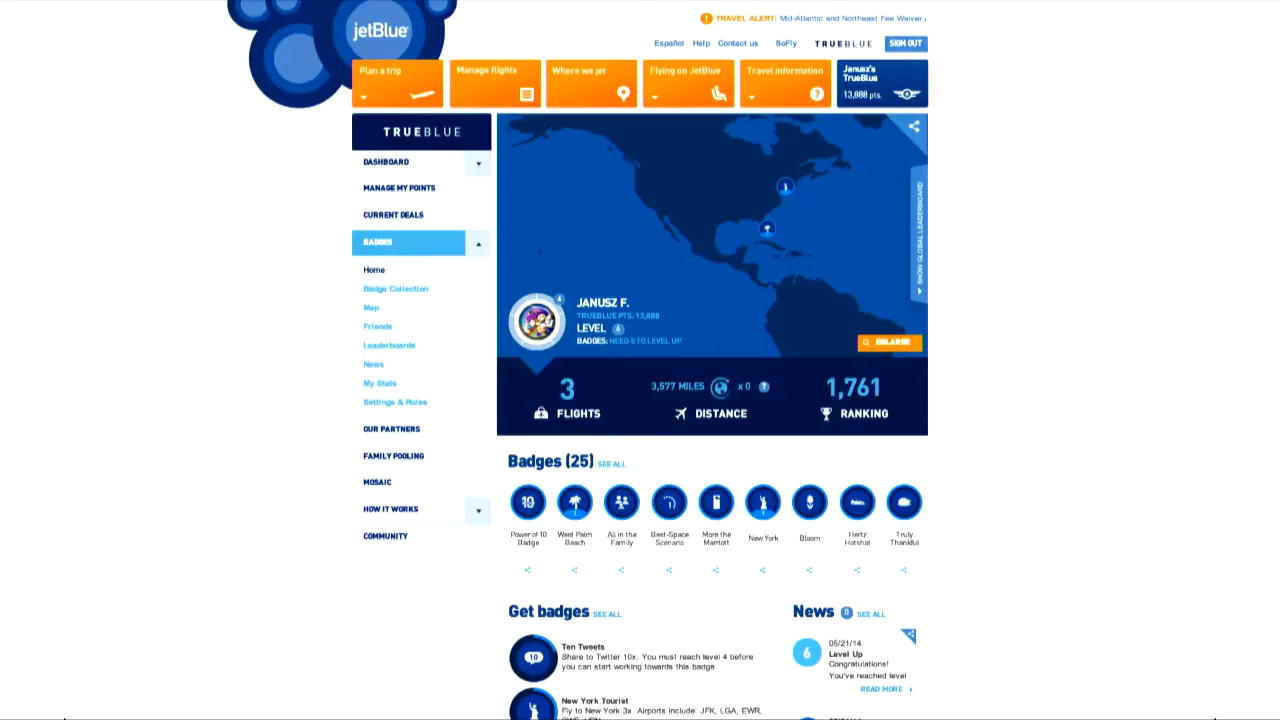 jetBlue
TRAVEL ALERT: Mid-Atlantic and Northeast Fee Waiver
Español Help Contact us SoFly TRUEBLUE SIGN OUT
Plan a trip
Manage flights
Where we jet
Flying on JetBlue
Travel information
Janusz's
TrueBlue
13,888 pts.
TRUEBLUE
DASHBOARD
MANAGE MY POINTS
CURRENT DEALS
BADGES
Home
Badge Collection
Map
Friends
Leaderboards
News
My Stats
Settings & Rules
OUR PARTNERS
FAMILY POOLING
MOSAIC
HOW IT WORKS
COMMUNITY
SHOW GLOBAL LEADERBOARD
6
JANUSZ F.
TRUEBLUE PTS: 13,888
LEVEL 6
BADGES: NEED 5 TO LEVEL UP
ENLARGE
3
FLIGHTS
3,577 MILES x 0 ?
DISTANCE
1,761
RANKING
Badges (25) SEE ALL
10
Power of 10
Badge
West Palm
Beach
All in the
Family
Best-Space
Scenario
More the
Marriott
New York
Bloom
Hertz
Hotshot
Truly
Thankful
Get badges SEE ALL
10
Ten Tweets
Share to Twitter 10x. You must reach level 4 before
you can start working towards this badge
New York Tourist
Fly to New York 3x. Airports include: JFK, LGA, EWR,
News 0 SEE ALL
6
05/21/14
Level Up
Congratulations!
You've reached level
READ MORE